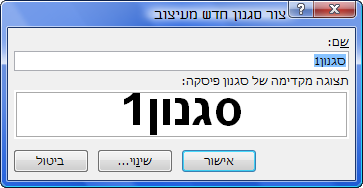 צור סגנון חדש מעיצוב
שם:
סגנון1
תצוגה מקדימה של סגנון פיסקה:
סגנון1
אישור
שינוי...
ביטול